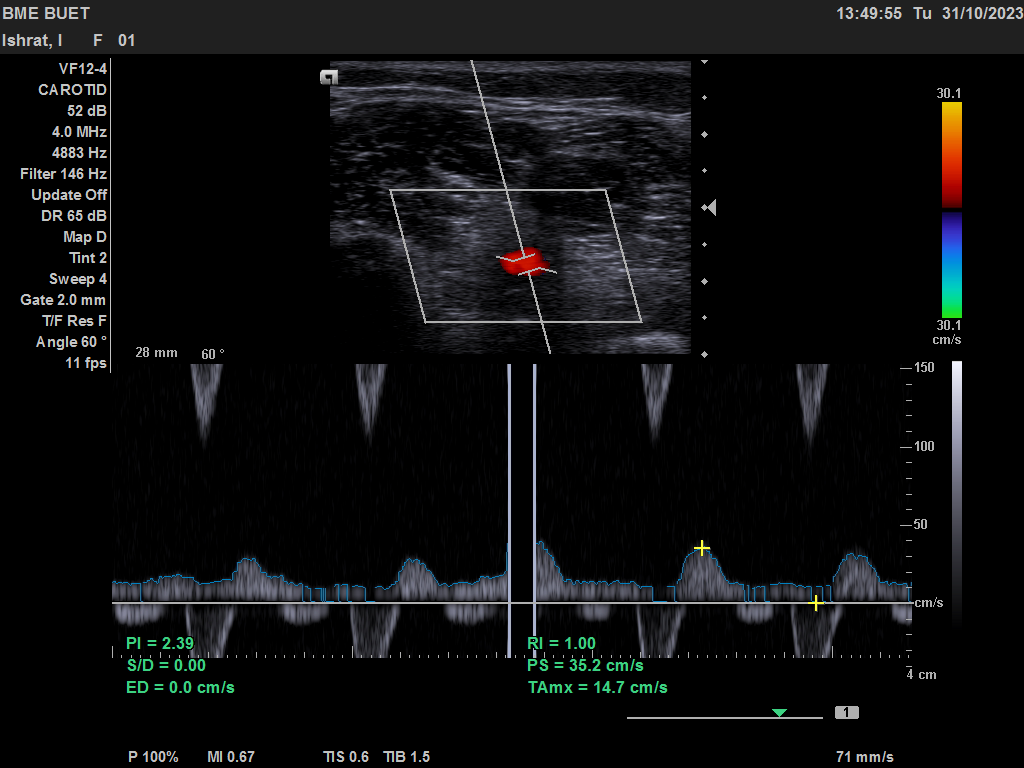 BME BUET
13:49:55 Tu 31/10/2023
Ishrat, I F 01
VF12-4
CAROTID
52 dB
4.0 MHz
4883 Hz
Filter 146 Hz
Update Off
DR 65 dB
Map D
Tint 2
Sweep 4
Gate 2.0 mm
T/F Res F
Angle 60 °
11 fps
30.1
30.1
cm/s
28 mm 60 °
150
100
50
cm/s
PI = 2.39
S/D = 0.00
ED = 0.0 cm/s
RI = 1.00
PS = 35.2 cm/s
TAmx = 14.7 cm/s
4 cm
1
P 100% MI 0.67 TIS 0.6 TIB 1.5 71 mm/s